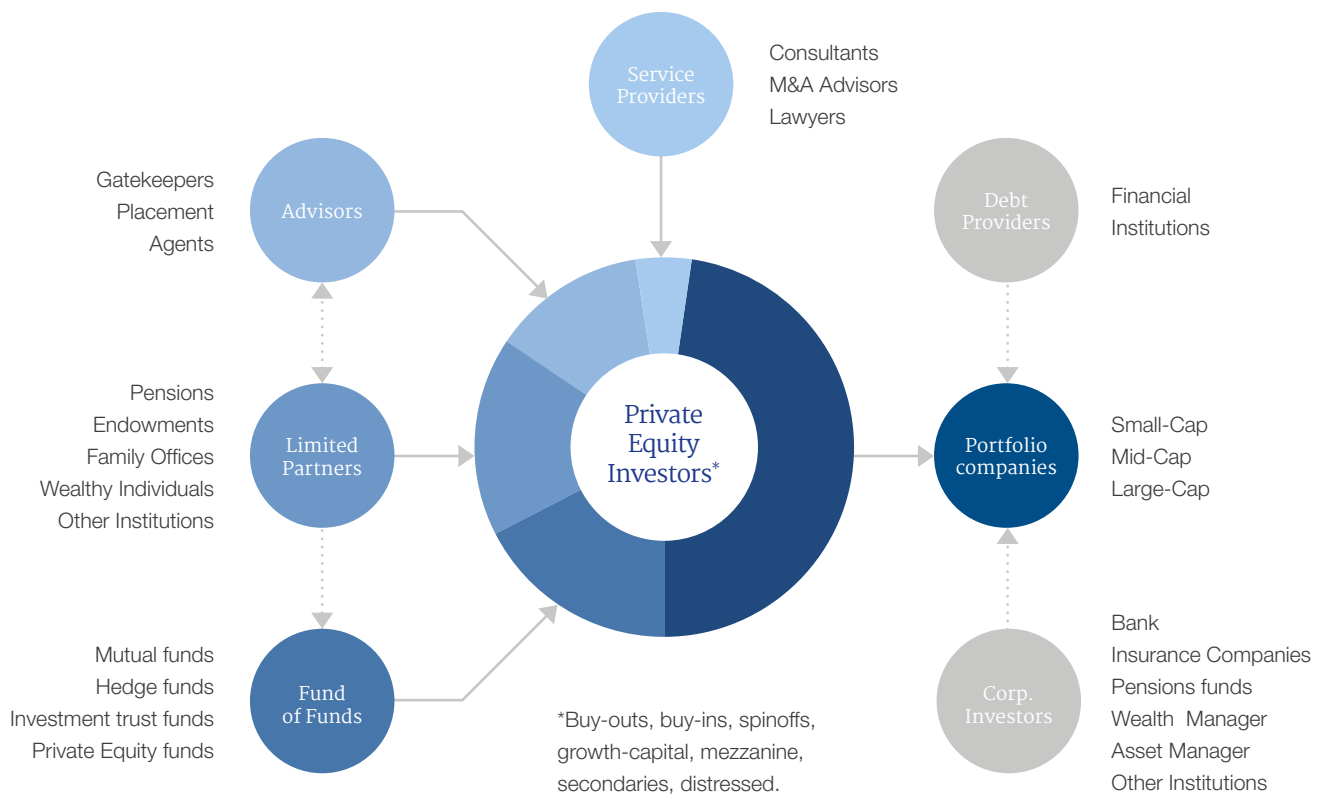 Service
Providers
Consultants
M&A Advisors
Lawyers
Gatekeepers
Placement
Agents
Advisors
Debt
Providers
Financial
Institutions
Pensions
Endowments
Family Offices
Wealthy Individuals
Other Institutions
Limited
Partners
Private
Equity
Investors*
Portfolio
companies
Small-Cap
Mid-Cap
Large-Cap
Mutual funds
Hedge funds
Investment trust funds
Private Equity funds
Fund
of Funds
*Buy-outs, buy-ins, spinoffs,
growth-capital, mezzanine,
secondaries, distressed.
Corp.
Investors
Bank
Insurance Companies
Pensions funds
Wealth Manager
Asset Manager
Other Institutions